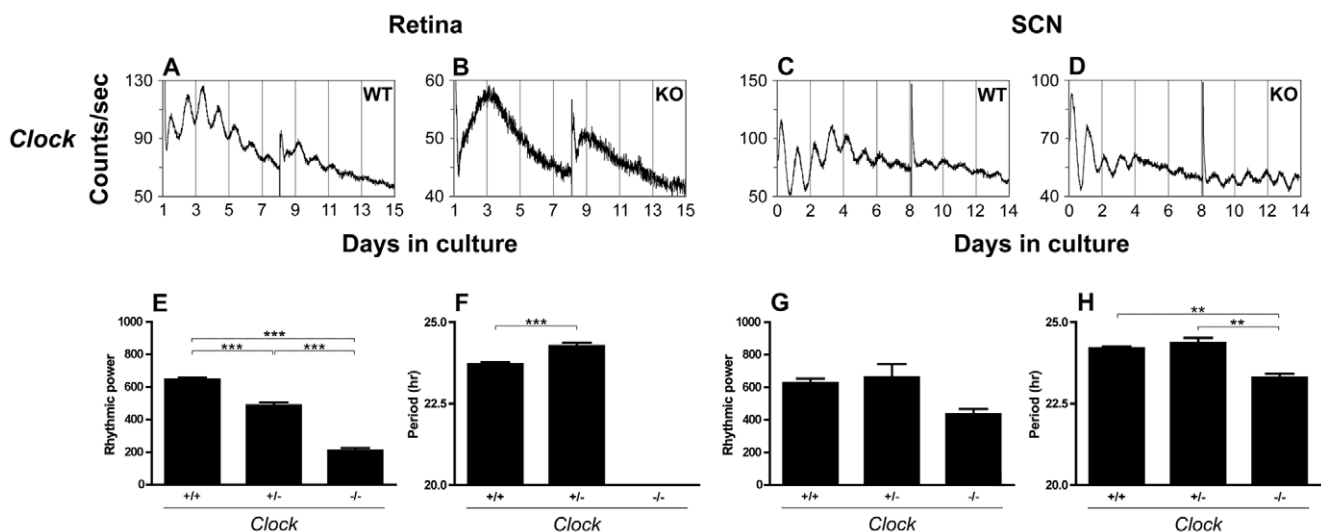 Retina SCN
A B C D
WT KO WT KO
Clock
Counts/sec
130
110
90
70
50
60
50
40
150
125
100
75
50
100
70
40
1 3 5 7 9 11 13 15
1 3 5 7 9 11 13 15
0 2 4 6 8 10 12 14
0 2 4 6 8 10 12 14
Days in culture Days in culture
E
1000
800
600
400
200
0
Rhythmic power
***
*** ***
+/+ +/- -/-
Clock
F
25.0
22.5
20.0
Period (hr)
***
+/+ +/- -/-
Clock
G
1000
800
600
400
200
0
Rhythmic power
+/+ +/- -/-
Clock
H
25.0
22.5
20.0
Period (hr)
**
**
+/+ +/- -/-
Clock